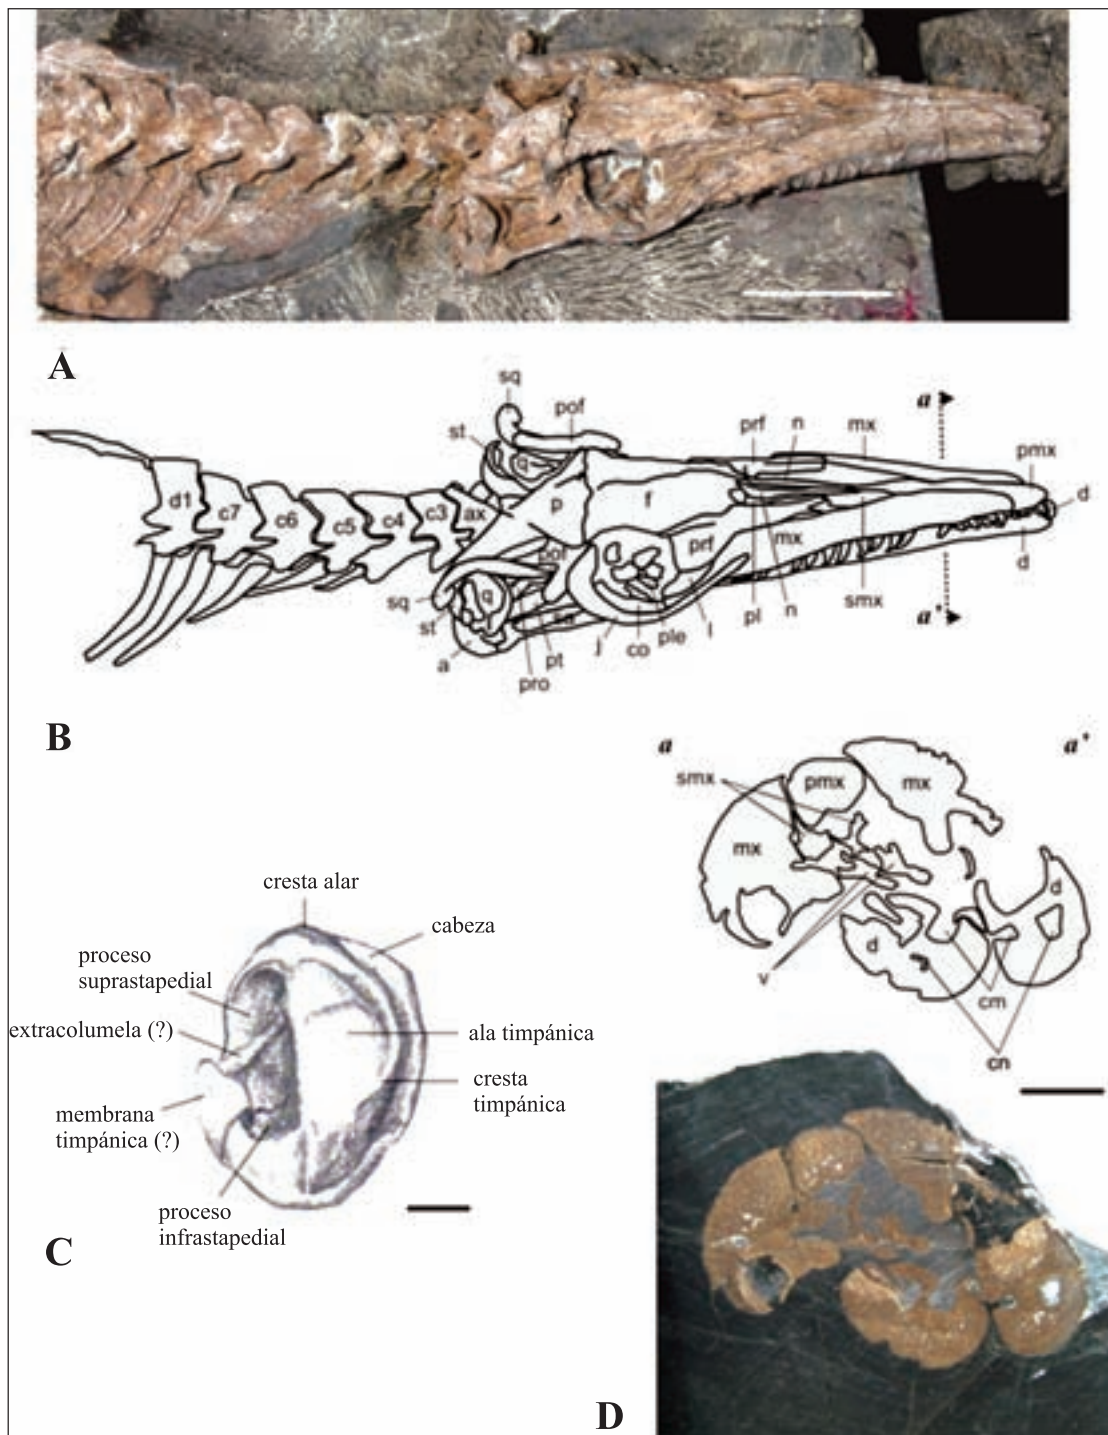 A
sq
pof
st
q
prf
n
mx
a
pmx
d
d1
c7
c6
c5
c4
c3
ax
p
f
pof
prf
mx
d
sq
q
sa
st
a
pro
pt
j
co
ple
l
pl
n
smx
a'
B
a
a'
smx
pmx
mx
mx
d
d
v
cm
cn
cresta alar
cabeza
proceso
suprastapedial
extracolumela (?)
ala timpánica
cresta
timpánica
membrana
timpánica (?)
proceso
infrastapedial
C
D